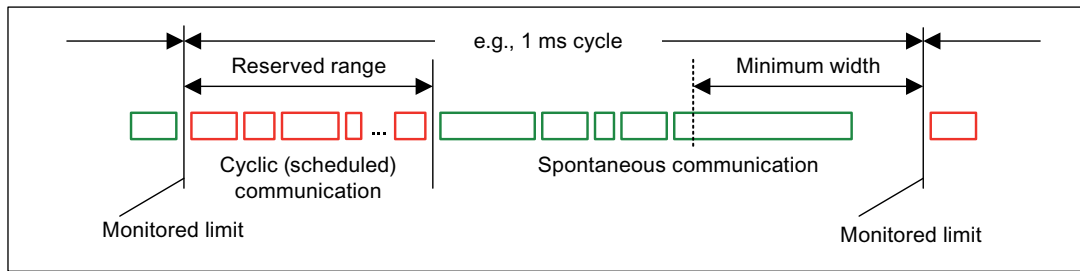 e.g., 1 ms cycle
Reserved range
Minimum width
...
Cyclic (scheduled)
communication
Spontaneous communication
Monitored limit
Monitored limit